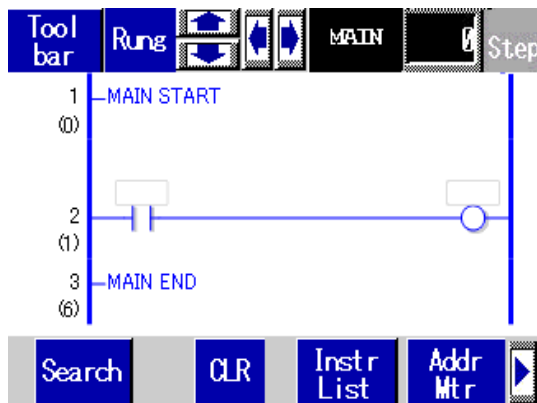 Tool bar
Rung
MAIN
0
Step
1
MAIN START
(0)
2
(1)
3
MAIN END
(6)
Search
CLR
Instr List
Addr Mtr